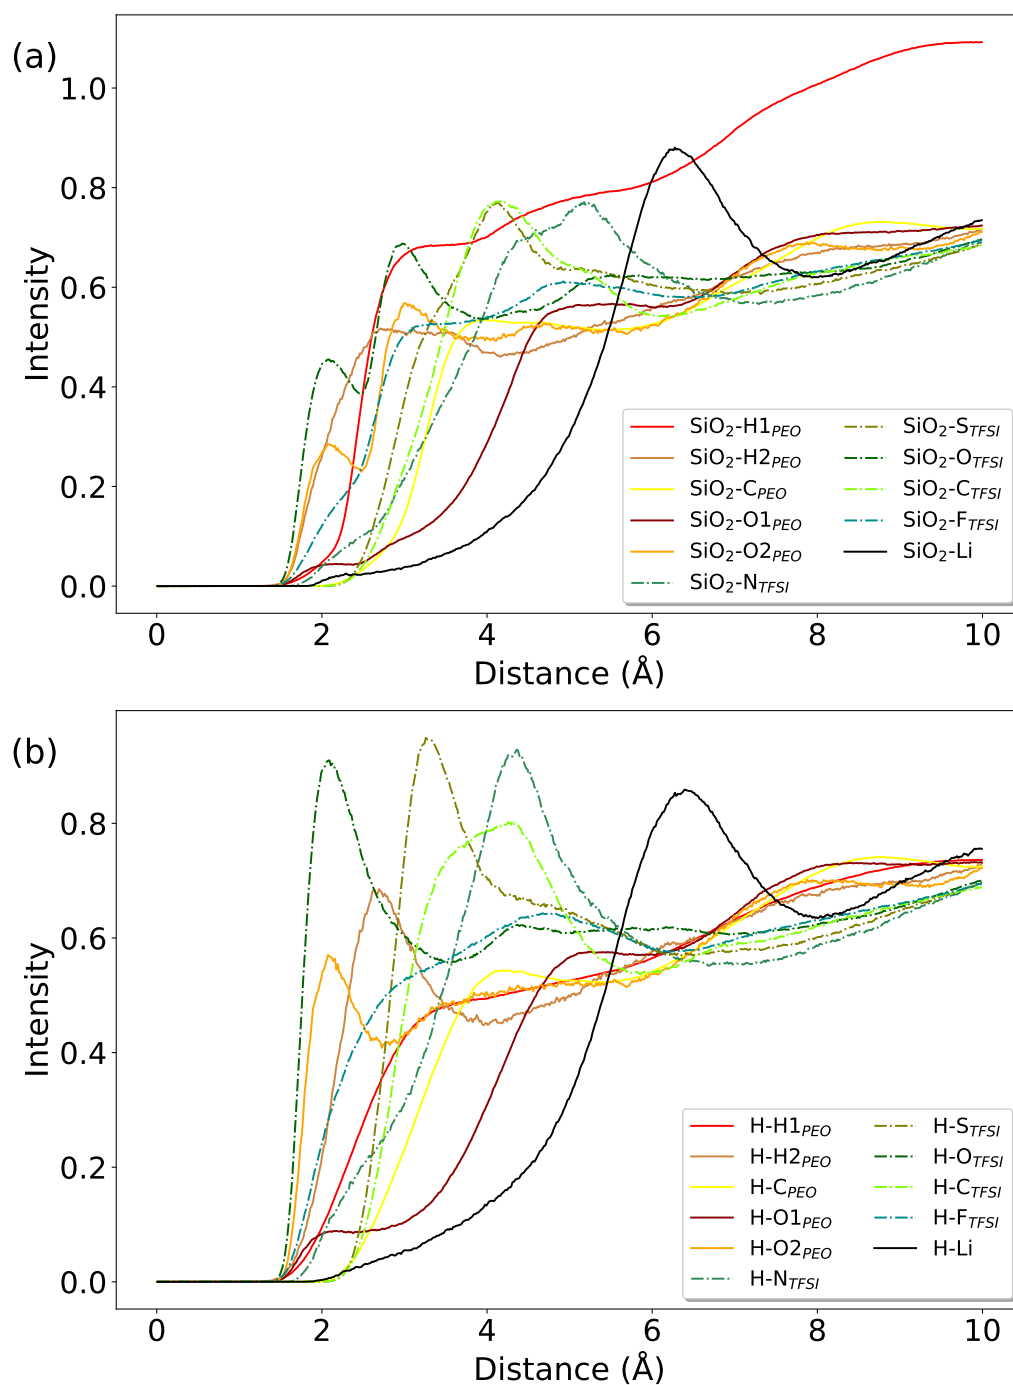 (a)
Intensity
1.0
0.8
0.6
0.4
0.2
0.0
0 2 4 6 8 10
Distance (Å)
SiO₂-H1PEO
SiO₂-H2PEO
SiO₂-CPEO
SiO₂-O1PEO
SiO₂-O2PEO
SiO₂-NTFSI
SiO₂-STFSI
SiO₂-OTFSI
SiO₂-CTFSI
SiO₂-FTFSI
SiO₂-Li
(b)
Intensity
0.8
0.6
0.4
0.2
0.0
0 2 4 6 8 10
Distance (Å)
H-H1PEO
H-H2PEO
H-CPEO
H-O1PEO
H-O2PEO
H-NTFSI
H-STFSI
H-OTFSI
H-CTFSI
H-FTFSI
H-Li